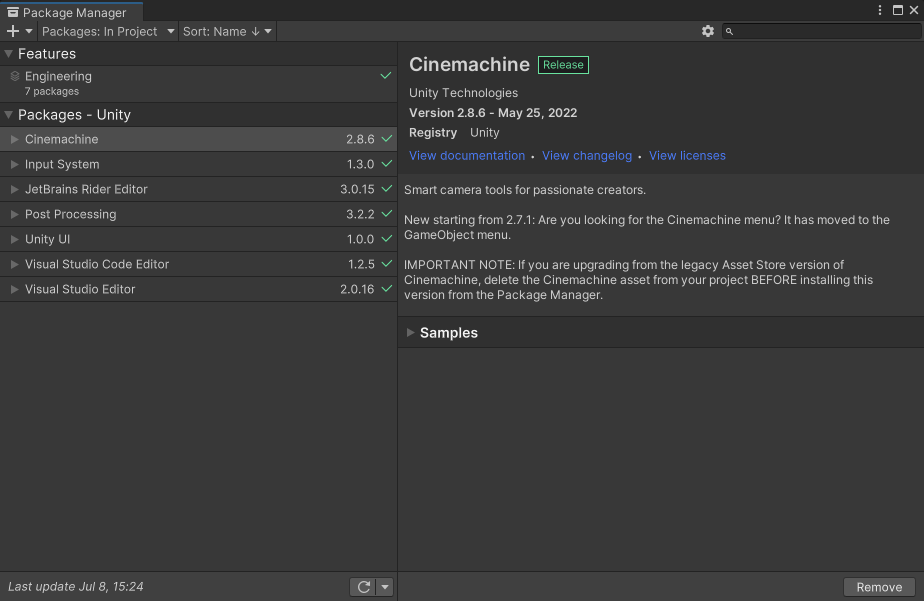 Package Manager
Packages: In Project Sort: Name ↓
Features
Engineering
7 packages
Packages - Unity
Cinemachine 2.8.6
Input System 1.3.0
JetBrains Rider Editor 3.0.15
Post Processing 3.2.2
Unity UI 1.0.0
Visual Studio Code Editor 1.2.5
Visual Studio Editor 2.0.16
Last update Jul 8, 15:24
Cinemachine Release
Unity Technologies
Version 2.8.6 - May 25, 2022
Registry Unity
View documentation • View changelog • View licenses
Smart camera tools for passionate creators.
New starting from 2.7.1: Are you looking for the Cinemachine menu? It has moved to the
GameObject menu.
IMPORTANT NOTE: If you are upgrading from the legacy Asset Store version of
Cinemachine, delete the Cinemachine asset from your project BEFORE installing this
version from the Package Manager.
Samples
Remove